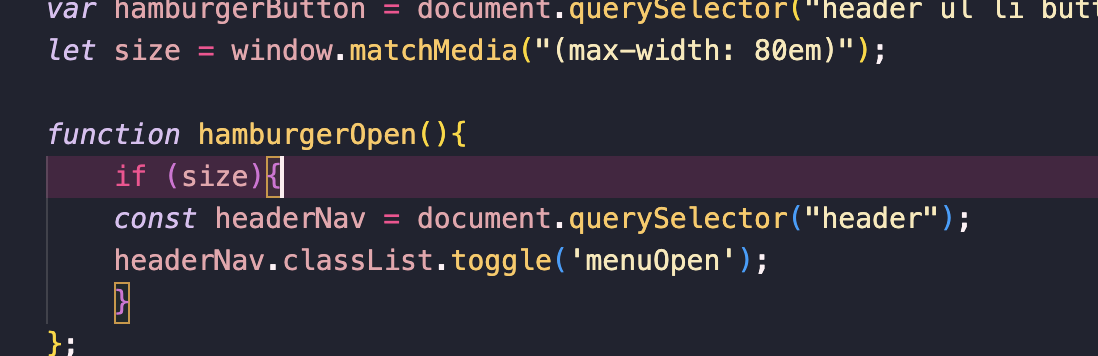 var hamburgerButton = document.querySelector("header ul li
let size = window.matchMedia("(max-width: 80em)");
function hamburgerOpen(){
if (size){
const headerNav = document.querySelector("header");
headerNav.classList.toggle('menuOpen');
}
};